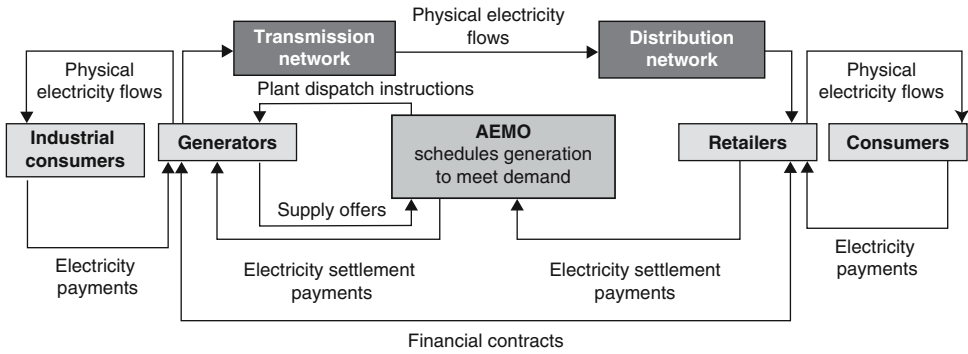 Physical electricity
flows
Transmission
network
Distribution
network
Physical
electricity flows
Plant dispatch instructions
Physical
electricity flows
Industrial
consumers
Generators
AEMO
schedules generation
to meet demand
Retailers
Consumers
Supply offers
Electricity
payments
Electricity settlement
payments
Electricity settlement
payments
Electricity
payments
Financial contracts